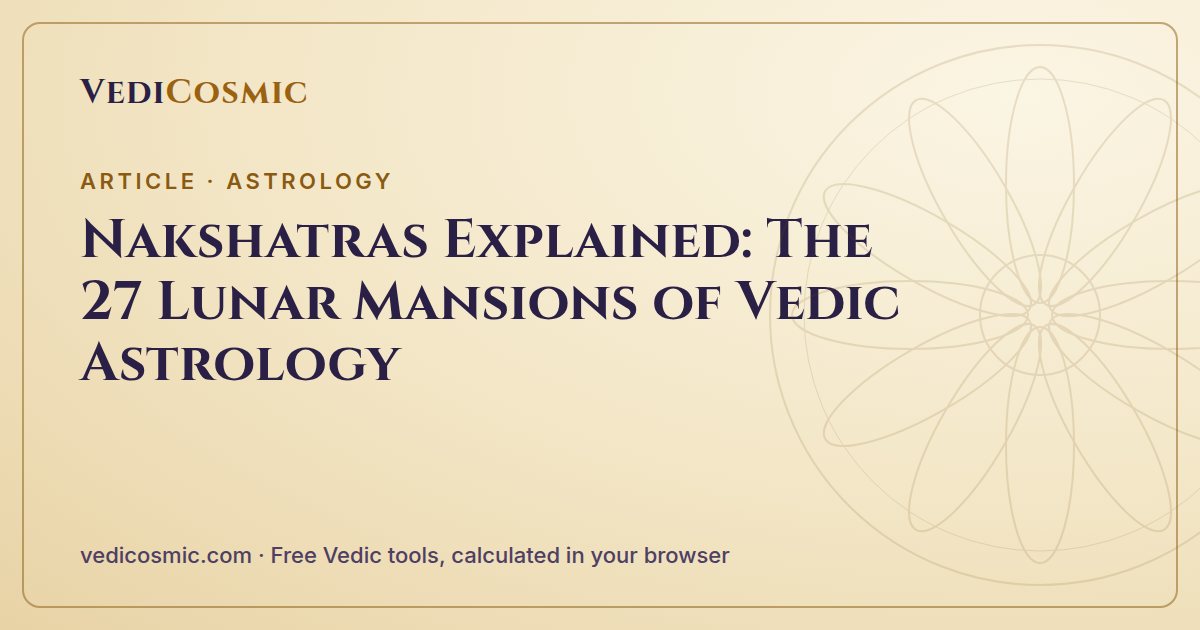 VediCosmic
ARTICLE · ASTROLOGY
Nakshatras Explained: The
27 Lunar Mansions of Vedic
Astrology
vedicosmic.com · Free Vedic tools, calculated in your browser